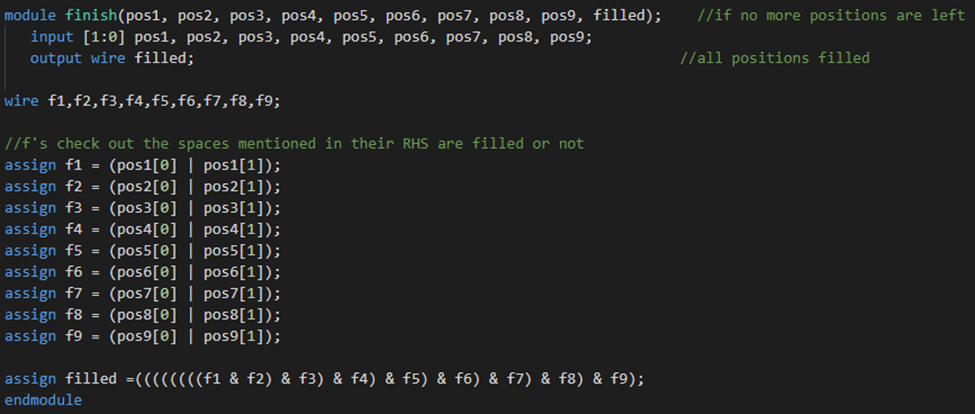 module finish(pos1, pos2, pos3, pos4, pos5, pos6, pos7, pos8, pos9, filled); //if no more positions are left
input [1:0] pos1, pos2, pos3, pos4, pos5, pos6, pos7, pos8, pos9;
output wire filled; //all positions filled
wire f1,f2,f3,f4,f5,f6,f7,f8,f9;
//f's check out the spaces mentioned in their RHS are filled or not
assign f1 = (pos1[0] | pos1[1]);
assign f2 = (pos2[0] | pos2[1]);
assign f3 = (pos3[0] | pos3[1]);
assign f4 = (pos4[0] | pos4[1]);
assign f5 = (pos5[0] | pos5[1]);
assign f6 = (pos6[0] | pos6[1]);
assign f7 = (pos7[0] | pos7[1]);
assign f8 = (pos8[0] | pos8[1]);
assign f9 = (pos9[0] | pos9[1]);
assign filled =((((((((f1 & f2) & f3) & f4) & f5) & f6) & f7) & f8) & f9);
endmodule